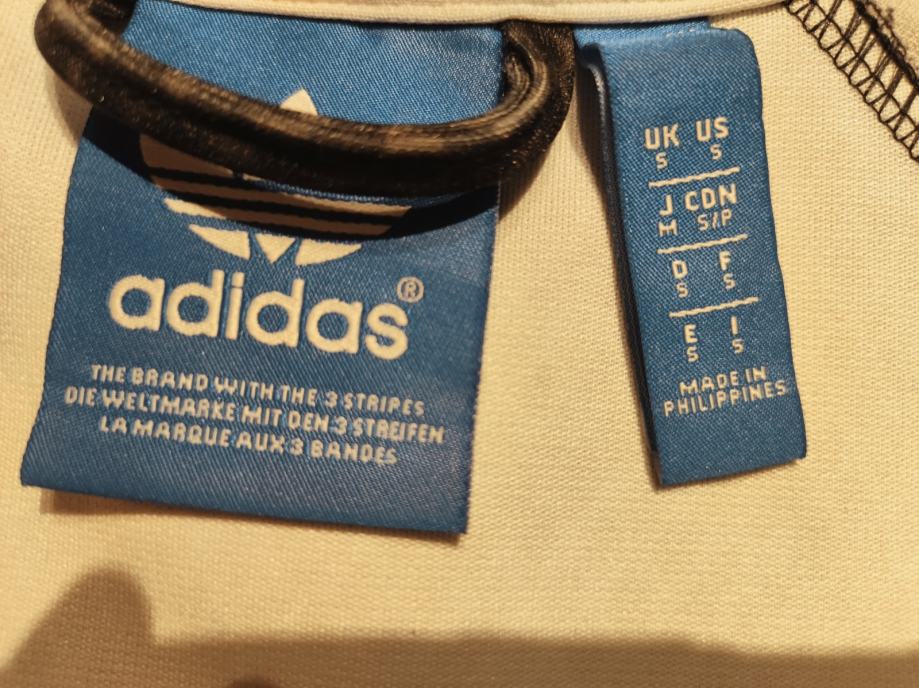 adidas®
THE BRAND WITH THE 3 STRIPES
DIE WELTMARKE MIT DEN 3 STREIFEN
LA MARQUE AUX 3 BANDES
UK US
S S
J CDN
M S/P
D F
S S
E I
S S
MADE IN
PHILIPPINES